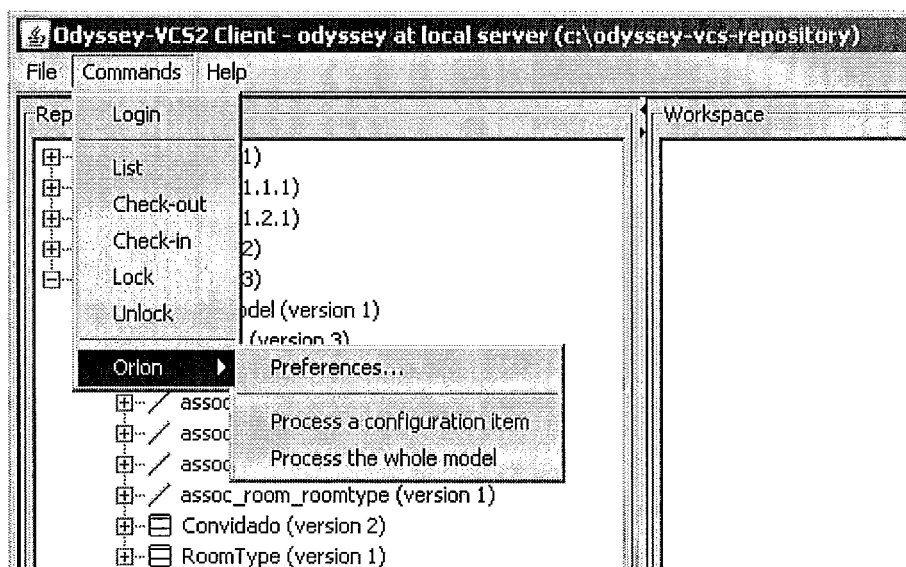 Odyssey-VCS2 Client - odyssey at local server (c:\odyssey-vcs-repository)
File Commands Help
Rep
Workspace
Login
List
Check-out
Check-in
Lock
Unlock
Orion
1)
1.1.1)
1.2.1)
2)
3)
del (version 1)
(version 3)
Preferences...
Process a configuration item
Process the whole model
assoc
assoc
assoc
assoc_room_roomtype (version 1)
Convidado (version 2)
RoomType (version 1)